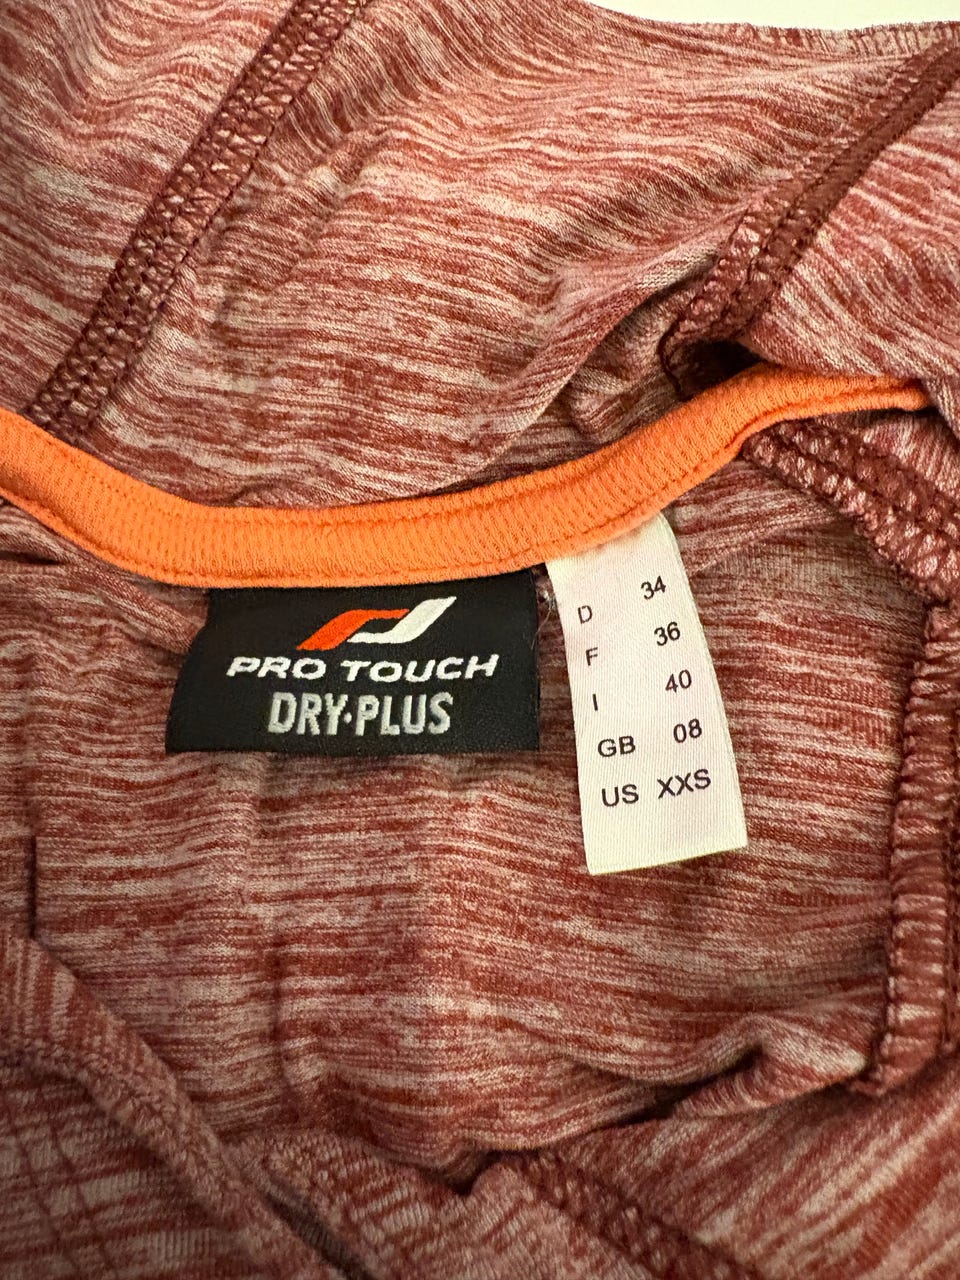 PRO TOUCH
DRY·PLUS
D 34
F 36
I 40
GB 08
US XXS